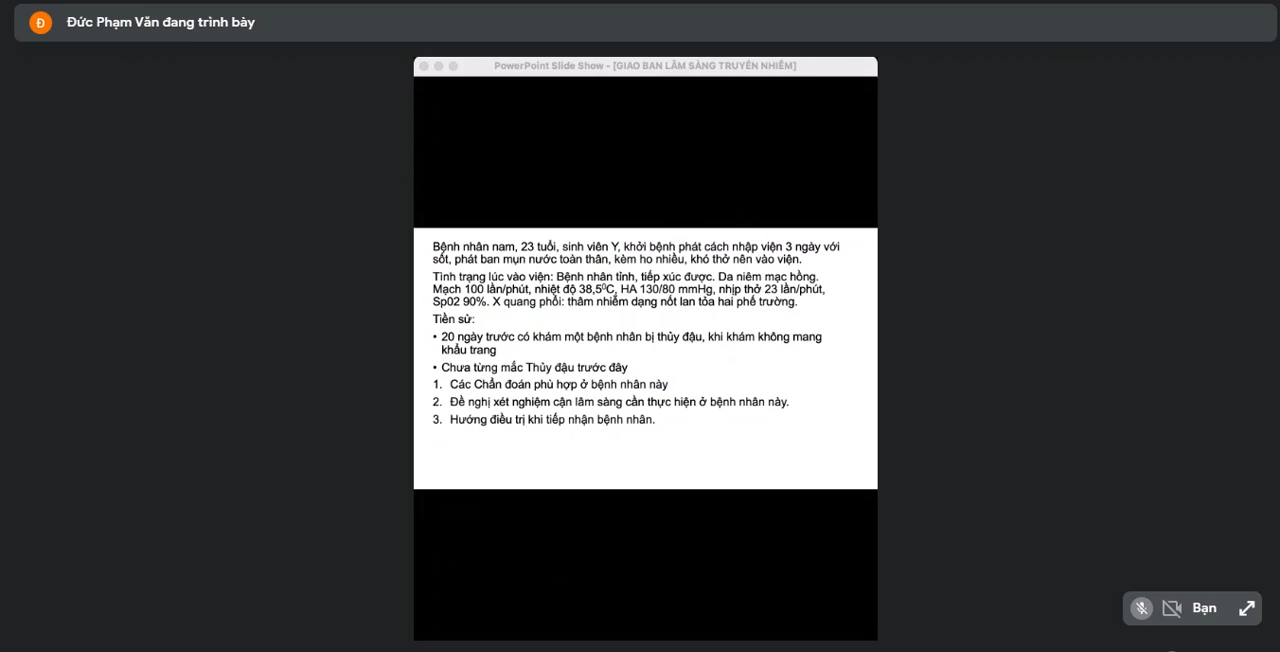 Đ
Đức Phạm Văn đang trình bày
PowerPoint Slide Show - [GIAO BAN LÂM SÀNG TRUYỀN NHIỄM]
Bệnh nhân nam, 23 tuổi, sinh viên Y, khởi bệnh phát cách nhập viện 3 ngày với
sốt, phát ban mụn nước toàn thân, kèm ho nhiều, khó thở nên vào viện.
Tình trạng lúc vào viện: Bệnh nhân tỉnh, tiếp xúc được. Da niêm mạc hồng.
Mạch 100 lần/phút, nhiệt độ 38,5⁰C, HA 130/80 mmHg, nhịp thở 23 lần/phút,
Sp02 90%. X quang phổi: thâm nhiễm dạng nốt lan tỏa hai phế trường.
Tiền sử:
• 20 ngày trước có khám một bệnh nhân bị thủy đậu, khi khám không mang
khẩu trang
• Chưa từng mắc Thủy đậu trước đây
1. Các Chẩn đoán phù hợp ở bệnh nhân này
2. Đề nghị xét nghiệm cận lâm sàng cần thực hiện ở bệnh nhân này.
3. Hướng điều trị khi tiếp nhận bệnh nhân.
Bạn